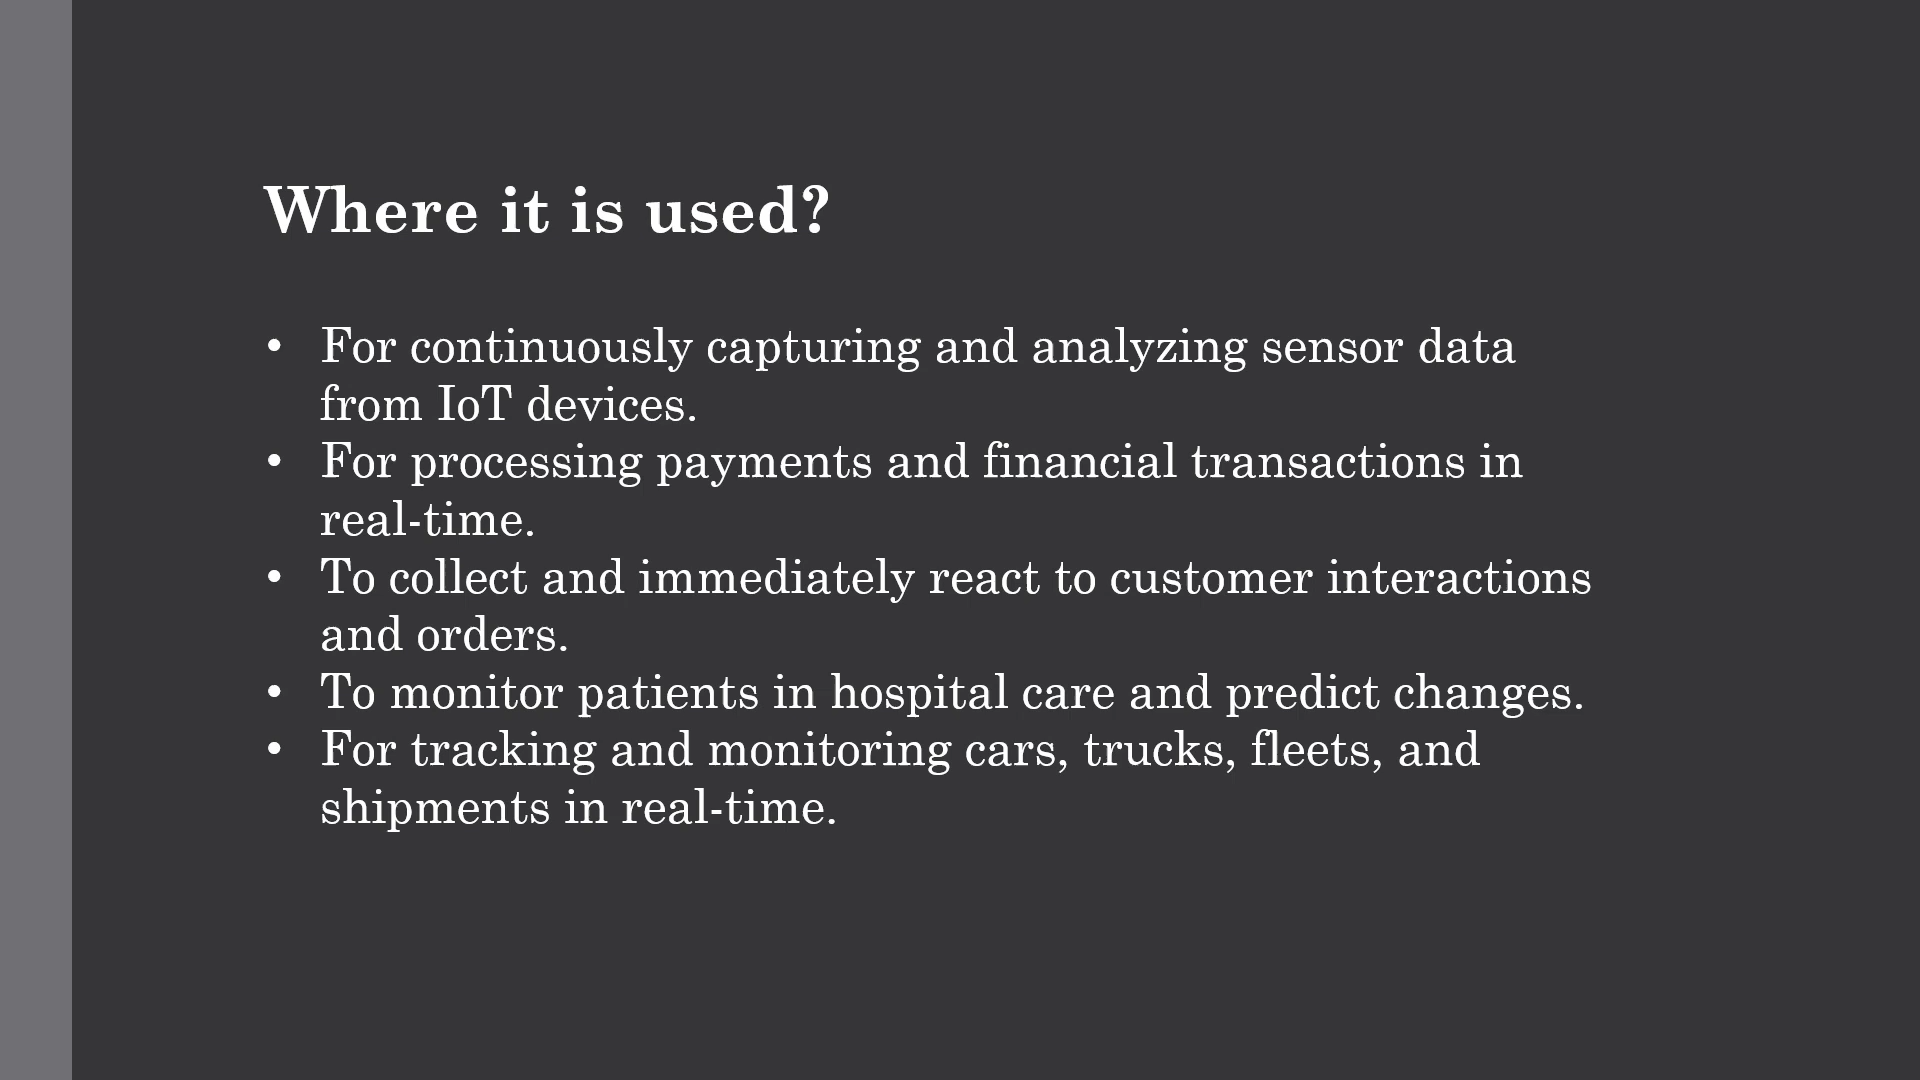 Where it is used?
• For continuously capturing and analyzing sensor data
from IoT devices.
• For processing payments and financial transactions in
real-time.
• To collect and immediately react to customer interactions
and orders.
• To monitor patients in hospital care and predict changes.
• For tracking and monitoring cars, trucks, fleets, and
shipments in real-time.